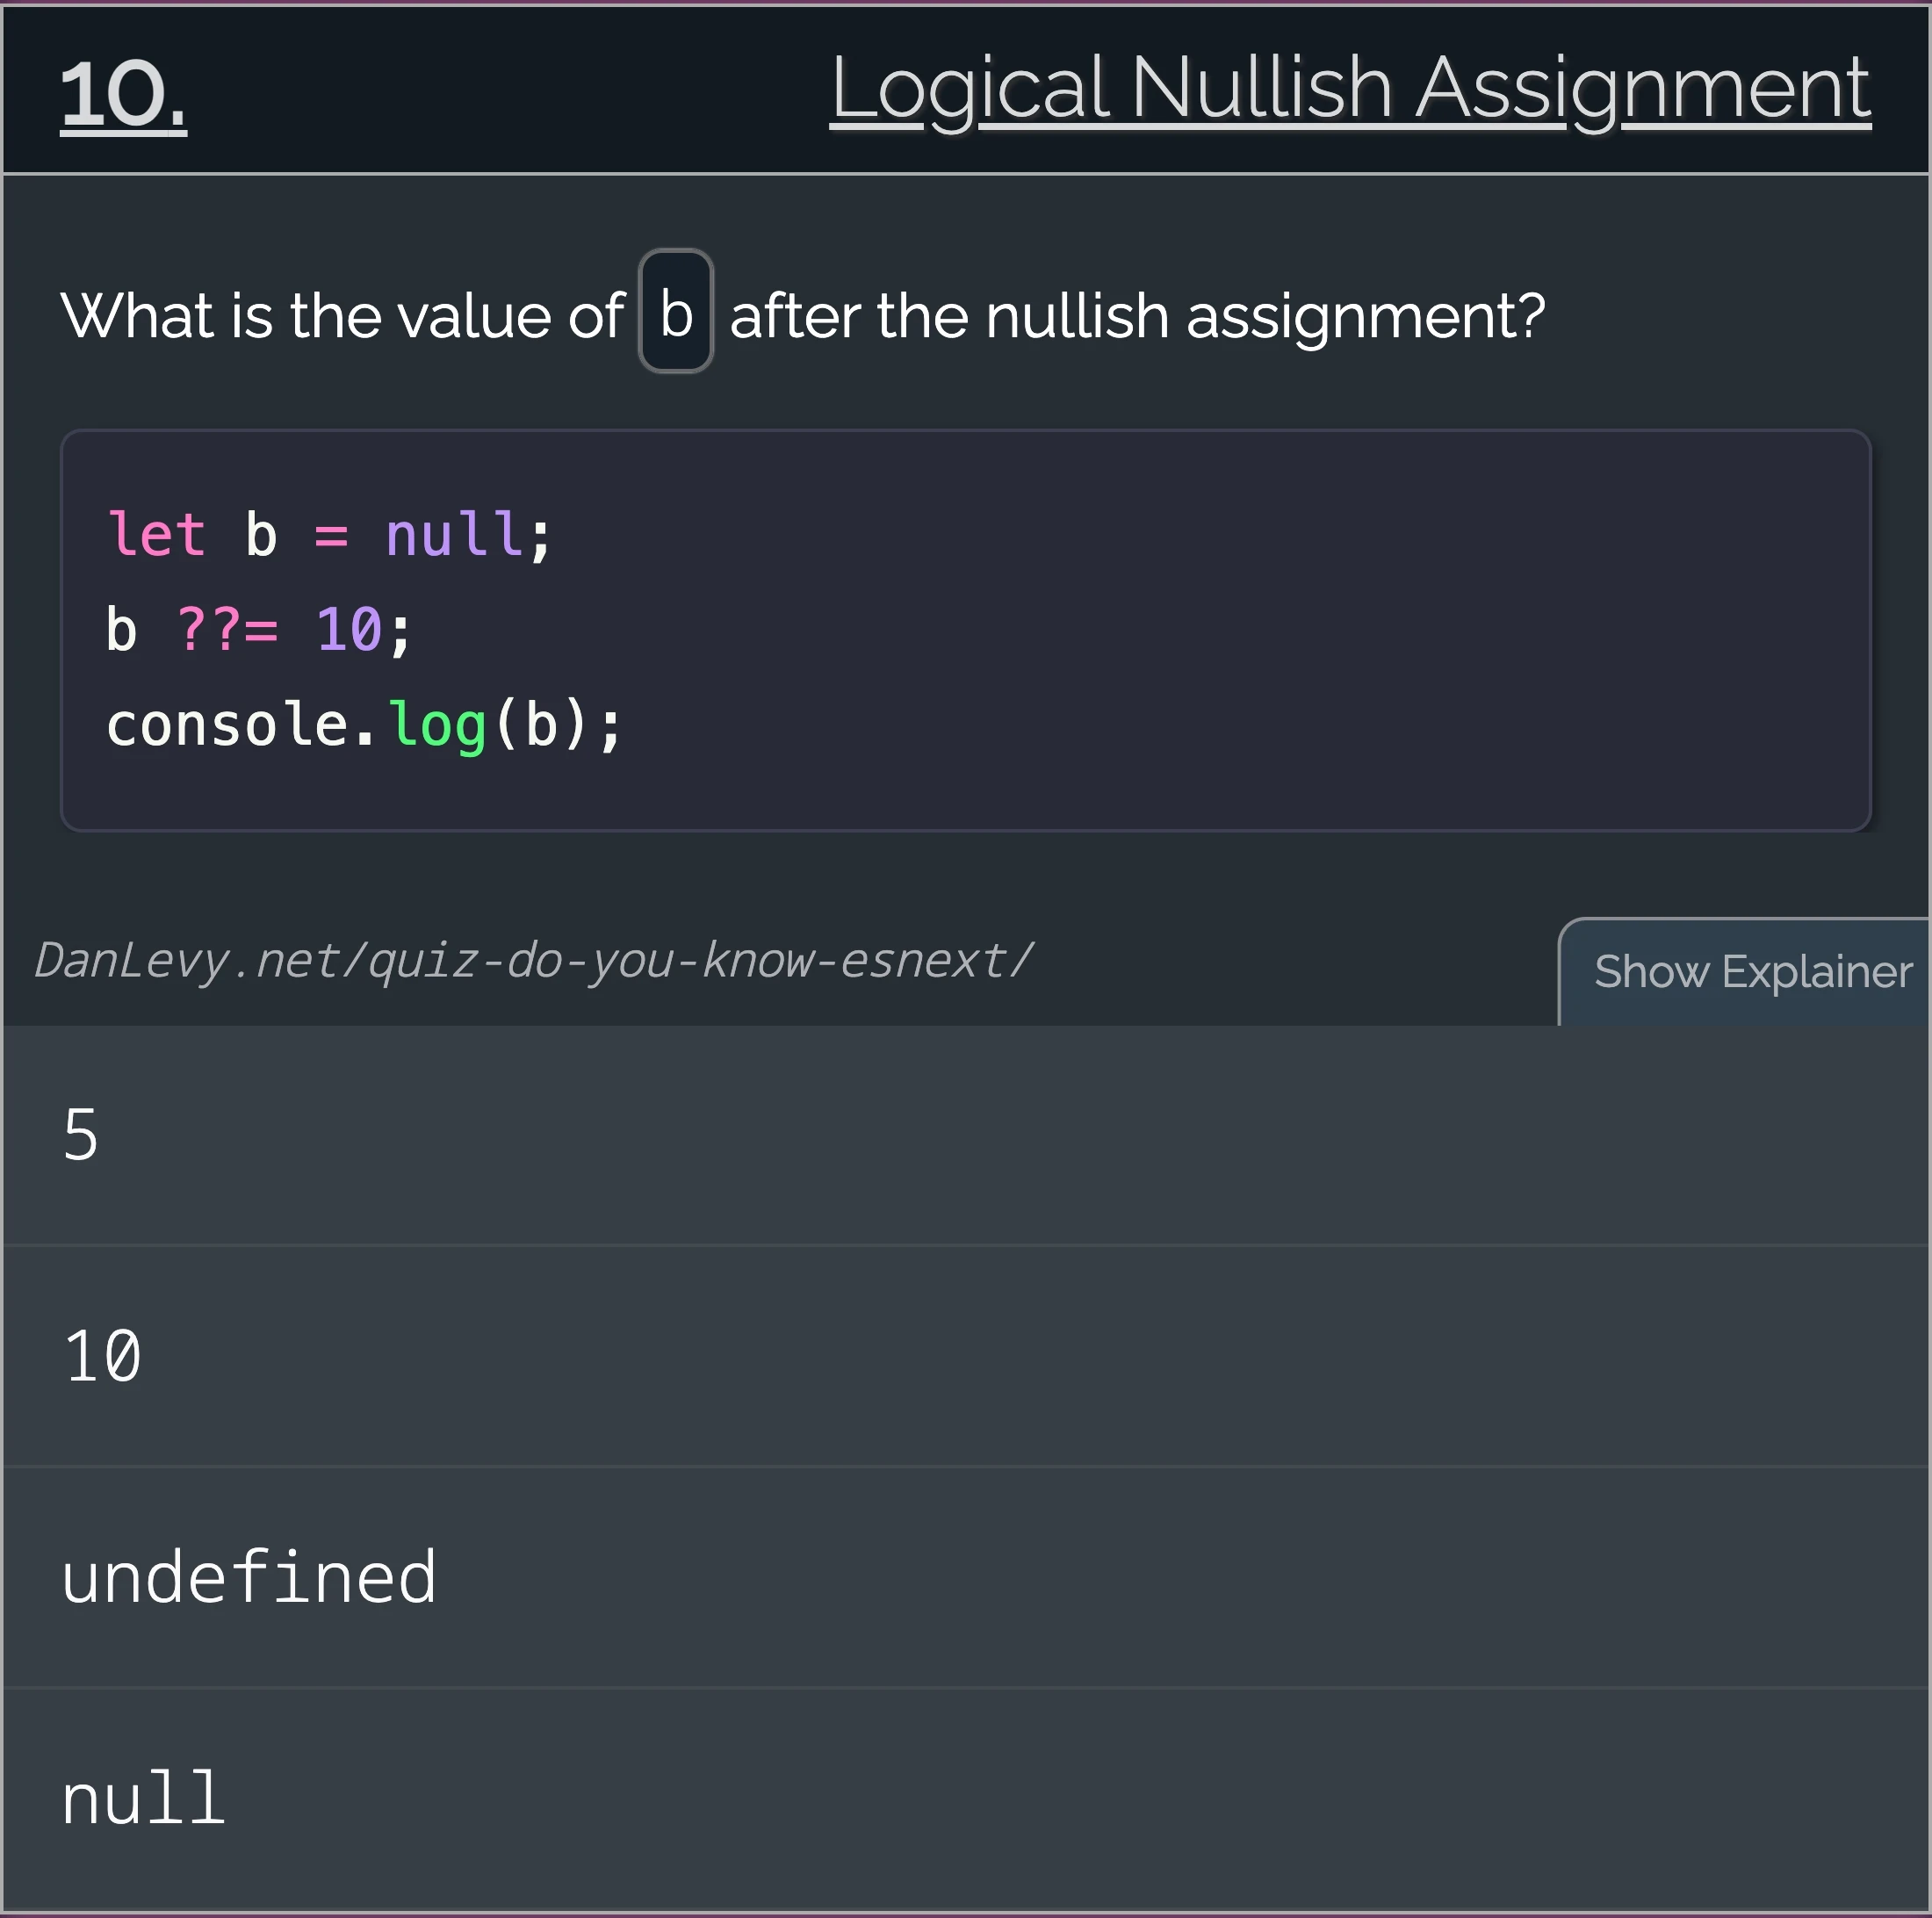 10.
Logical Nullish Assignment
What is the value of b after the nullish assignment?
let b = null;
b ??= 10;
console.log(b);
DanLevy.net/quiz-do-you-know-esnext/
Show Explainer
5
10
undefined
null